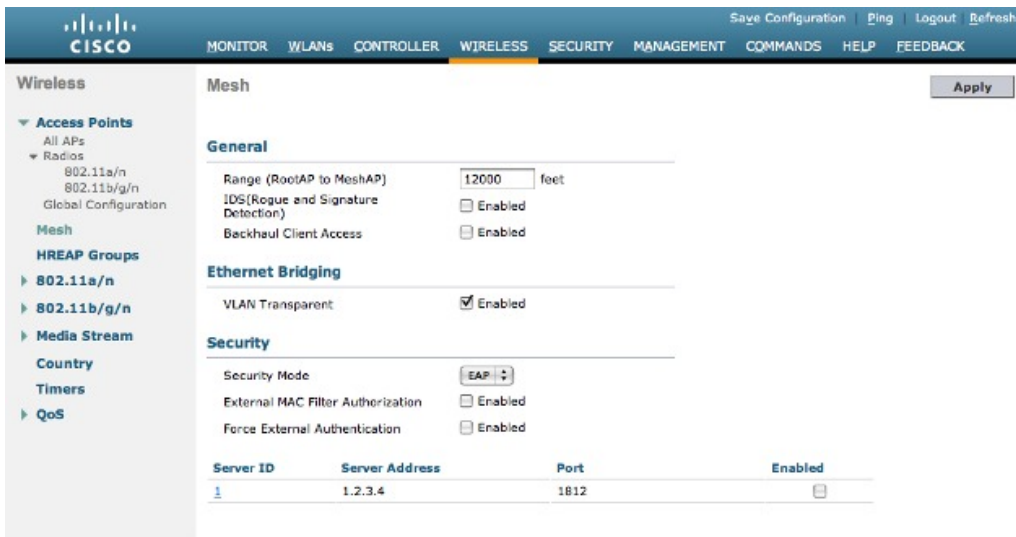 Save Configuration | Ping | Logout | Refresh
CISCO
MONITOR WLANs CONTROLLER WIRELESS SECURITY MANAGEMENT COMMANDS HELP FEEDBACK
Wireless
Access Points
All APs
Radios
802.11a/n
802.11b/g/n
Global Configuration
Mesh
HREAP Groups
802.11a/n
802.11b/g/n
Media Stream
Country
Timers
QoS
Mesh
Apply
General
Range (RootAP to MeshAP) 12000 feet
IDS(Rogue and Signature
Detection) Enabled
Backhaul Client Access Enabled
Ethernet Bridging
VLAN Transparent Enabled
Security
Security Mode EAP
External MAC Filter Authorization Enabled
Force External Authentication Enabled
Server ID Server Address Port Enabled
1 1.2.3.4 1812